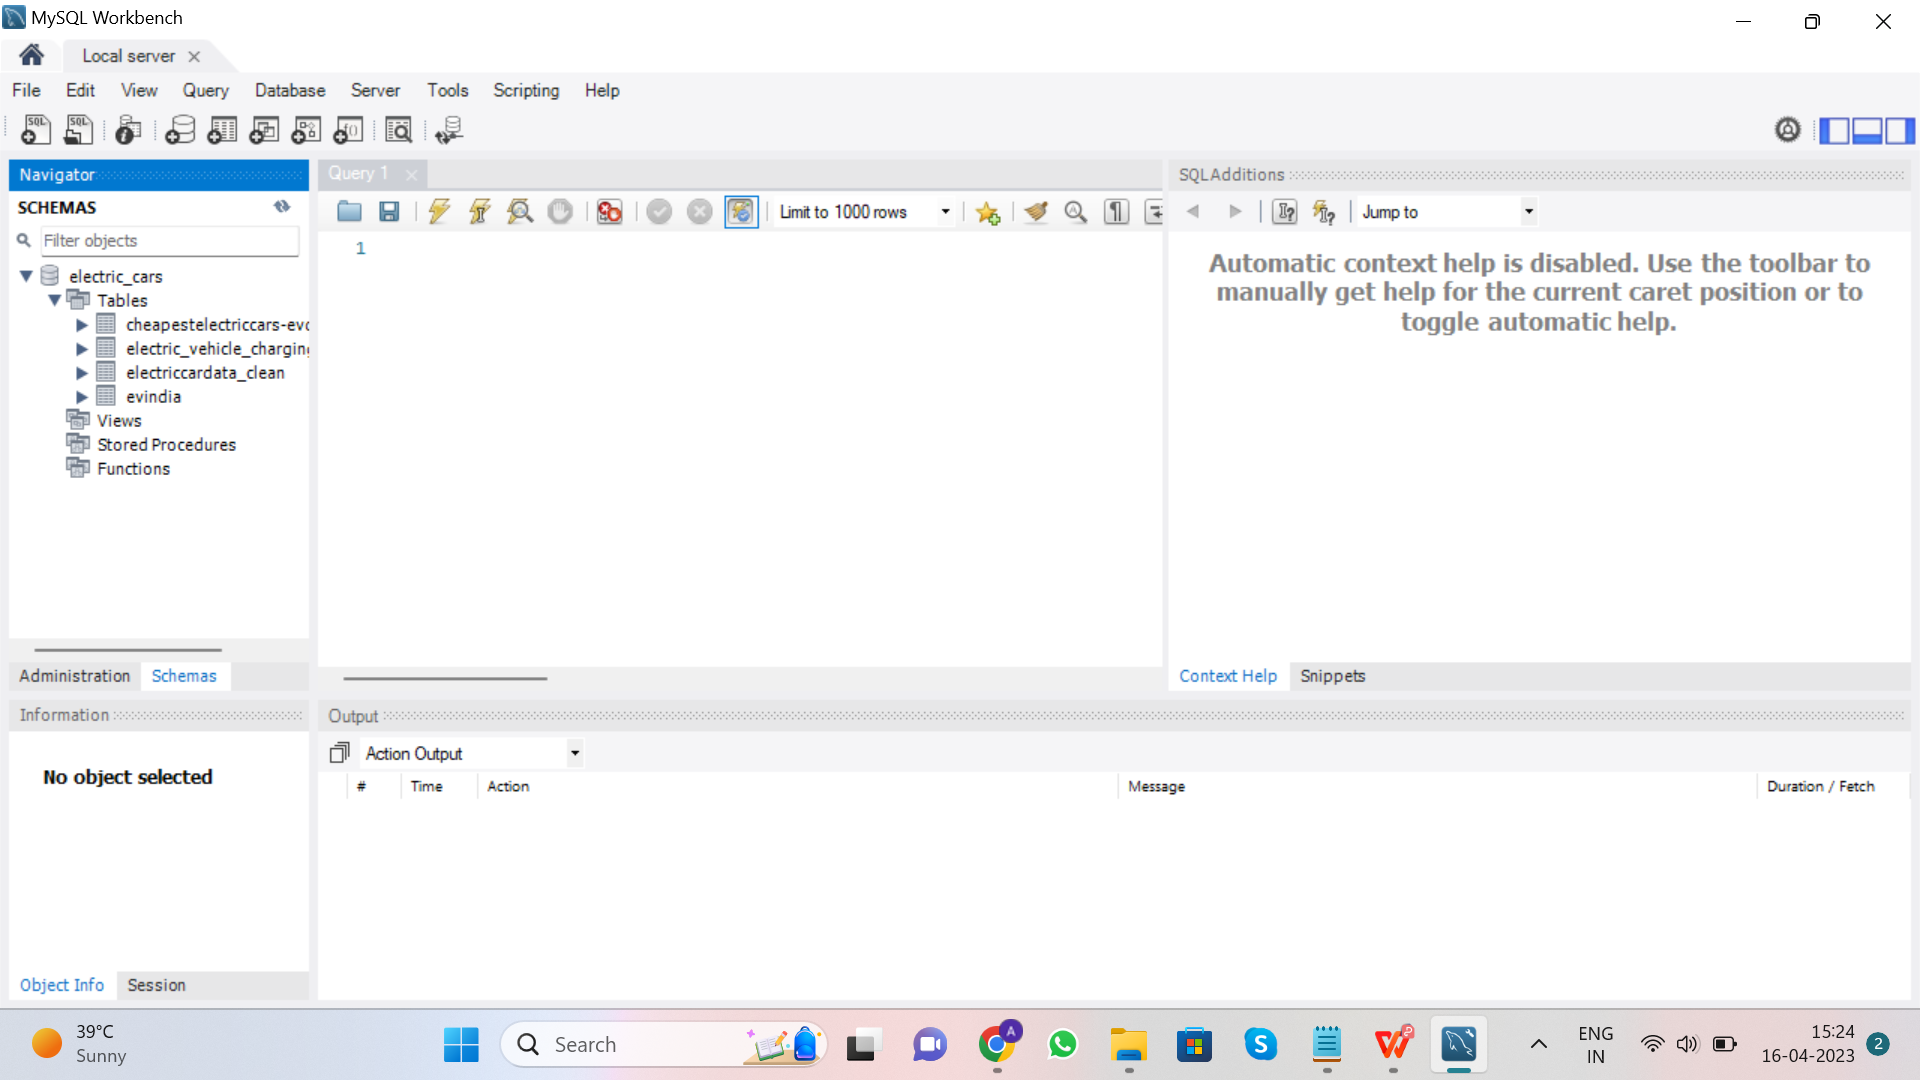 MySQL Workbench
Local server
File Edit View Query Database Server Tools Scripting Help
Navigator
SCHEMAS
Filter objects
electric_cars
Tables
cheapestelectriccars-evd
electric_vehicle_charging
electriccardata_clean
evindia
Views
Stored Procedures
Functions
Administration Schemas
Information
No object selected
Object Info Session
Query 1
Limit to 1000 rows
1
SQLAdditions
Jump to
Automatic context help is disabled. Use the toolbar to
manually get help for the current caret position or to
toggle automatic help.
Context Help Snippets
Output
Action Output
# Time Action Message Duration / Fetch
39°C
Sunny
Search
A
ENG
IN
15:24
16-04-2023
2